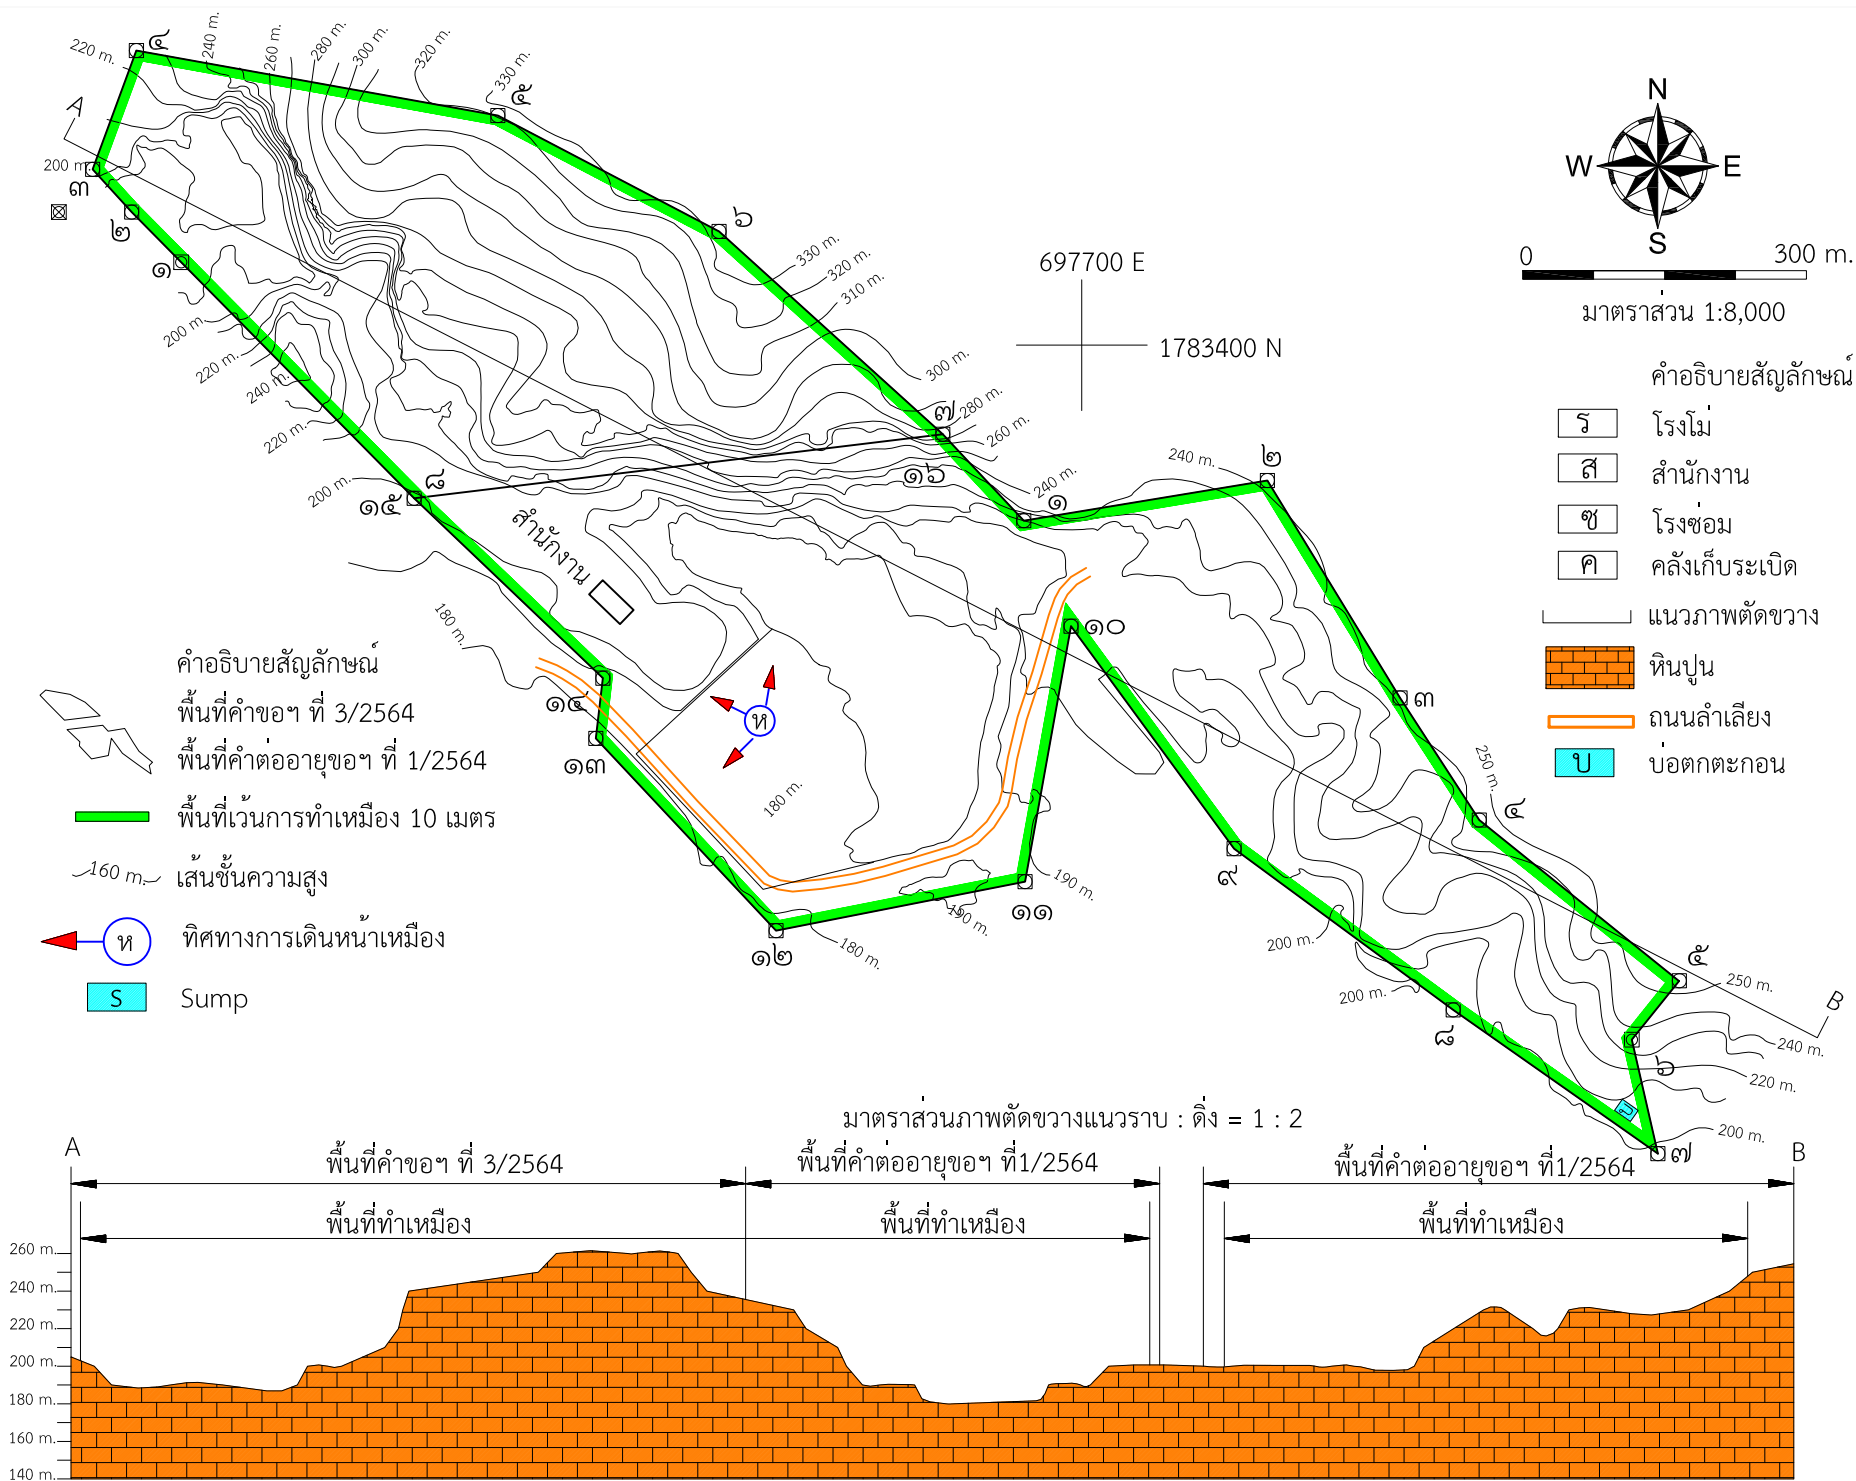 220 m.
๔
240 m.
260 m.
280 m.
300 m.
320 m.
330 m.
๕
A
200 m.
๓
๒
๑
๖
330 m.
320 m.
310 m.
300 m.
280 m.
260 m.
240 m.
๗
๑๖
200 m.
220 m.
240 m.
220 m.
200 m.
๘
๑๕
697700 E
1783400 N
N
W
E
S
0
300 m.
มาตราส่วน 1:8,000
คำอธิบายสัญลักษณ์
ร โรงโม่
ส สำนักงาน
ซ โรงซ่อม
ค คลังเก็บระเบิด
แนวภาพตัดขวาง
หินปูน
ถนนลำเลียง
บ บ่อตกตะกอน
๑
240 m.
๒
๓
250 m.
๔
๕
250 m.
B
240 m.
๖
220 m.
บ
200 m.
๗
๘
200 m.
200 m.
๙
๑๐
190 m.
๑๑
190 m.
180 m.
๑๒
๑๓
๑๔
180 m.
180 m.
สำนักงาน
ห
คำอธิบายสัญลักษณ์
พื้นที่คำขอฯ ที่ 3/2564
พื้นที่คำต่ออายุขอฯ ที่ 1/2564
พื้นที่เว้นการทำเหมือง 10 เมตร
160 m. เส้นชั้นความสูง
ห ทิศทางการเดินหน้าเหมือง
S Sump
มาตราส่วนภาพตัดขวางแนวราบ : ดิ่ง = 1 : 2
A
พื้นที่คำขอฯ ที่ 3/2564
พื้นที่คำต่ออายุขอฯ ที่1/2564
พื้นที่คำต่ออายุขอฯ ที่1/2564
B
พื้นที่ทำเหมือง
พื้นที่ทำเหมือง
พื้นที่ทำเหมือง
260 m.
240 m.
220 m.
200 m.
180 m.
160 m.
140 m.